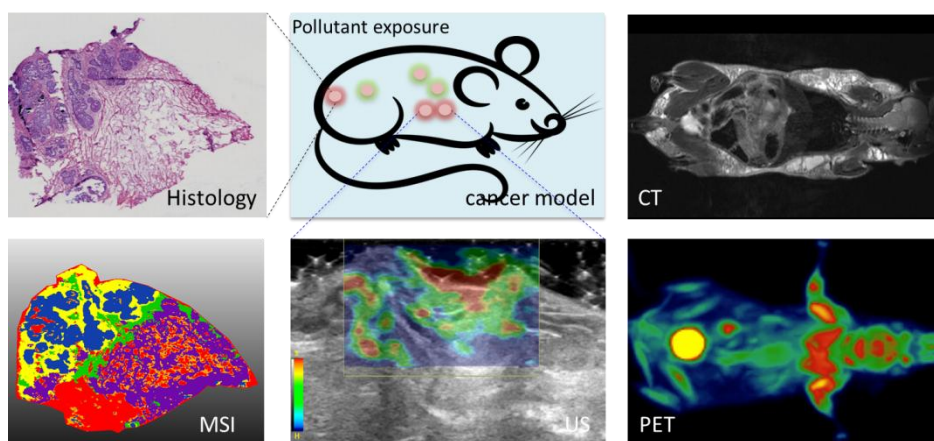 Pollutant exposure
Histology
cancer model
CT
MSI
H
US
PET